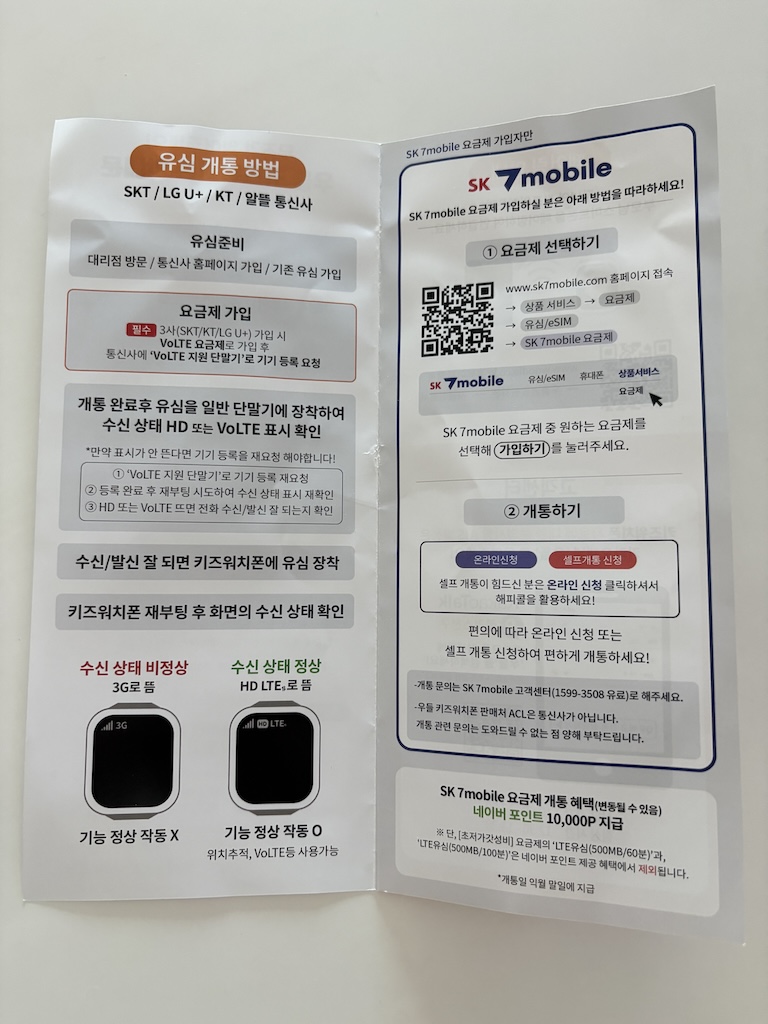 유심 개통 방법
SKT / LG U+ / KT / 알뜰 통신사
유심준비
대리점 방문 / 통신사 홈페이지 가입 / 기존 유심 가입
요금제 가입
필수 3사(SKT/KT/LG U+) 가입 시
VoLTE 요금제로 가입 후
통신사에 ‘VoLTE 지원 단말기’로 기기 등록 요청
개통 완료후 유심을 일반 단말기에 장착하여
수신 상태 HD 또는 VoLTE 표시 확인
*만약 표시가 안 뜬다면 기기 등록을 재요청 해야합니다!
① ‘VoLTE 지원 단말기’로 기기 등록 재요청
② 등록 완료 후 재부팅 시도하여 수신 상태 표시 재확인
③ HD 또는 VoLTE 뜨면 전화 수신/발신 잘 되는지 확인
수신/발신 잘 되면 키즈워치폰에 유심 장착
키즈워치폰 재부팅 후 화면의 수신 상태 확인
수신 상태 비정상
3G로 뜸
3G
기능 정상 작동 X
수신 상태 정상
HD LTEs로 뜸
HD LTEs
기능 정상 작동 O
위치추적, VoLTE등 사용가능
SK 7mobile 요금제 가입자만
SK 7mobile
SK 7mobile 요금제 가입하실 분은 아래 방법을 따라하세요!
① 요금제 선택하기
www.sk7mobile.com 홈페이지 접속
→ 상품 서비스 → 요금제
→ 유심/eSIM
→ SK 7mobile 요금제
SK 7mobile 유심/eSIM 휴대폰 상품서비스
요금제
SK 7mobile 요금제 중 원하는 요금제를
선택해 가입하기를 눌러주세요.
② 개통하기
온라인신청 셀프개통 신청
셀프 개통이 힘드신 분은 온라인 신청 클릭하셔서
해피콜을 활용하세요!
편의에 따라 온라인 신청 또는
셀프 개통 신청하여 편하게 개통하세요!
-개통 문의는 SK 7mobile 고객센터(1599-3508 유료)로 해주세요.
-우들 키즈워치폰 판매처 ACL은 통신사가 아닙니다.
개통 관련 문의는 도와드릴 수 없는 점 양해 부탁드립니다.
SK 7mobile 요금제 개통 혜택(변동될 수 있음)
네이버 포인트 10,000P 지급
※ 단, [초저가갓성비] 요금제의 ‘LTE유심(500MB/60분)’과,
‘LTE유심(500MB/100분)’은 네이버 포인트 제공 혜택에서 제외됩니다.
*개통일 익월 말일에 지급